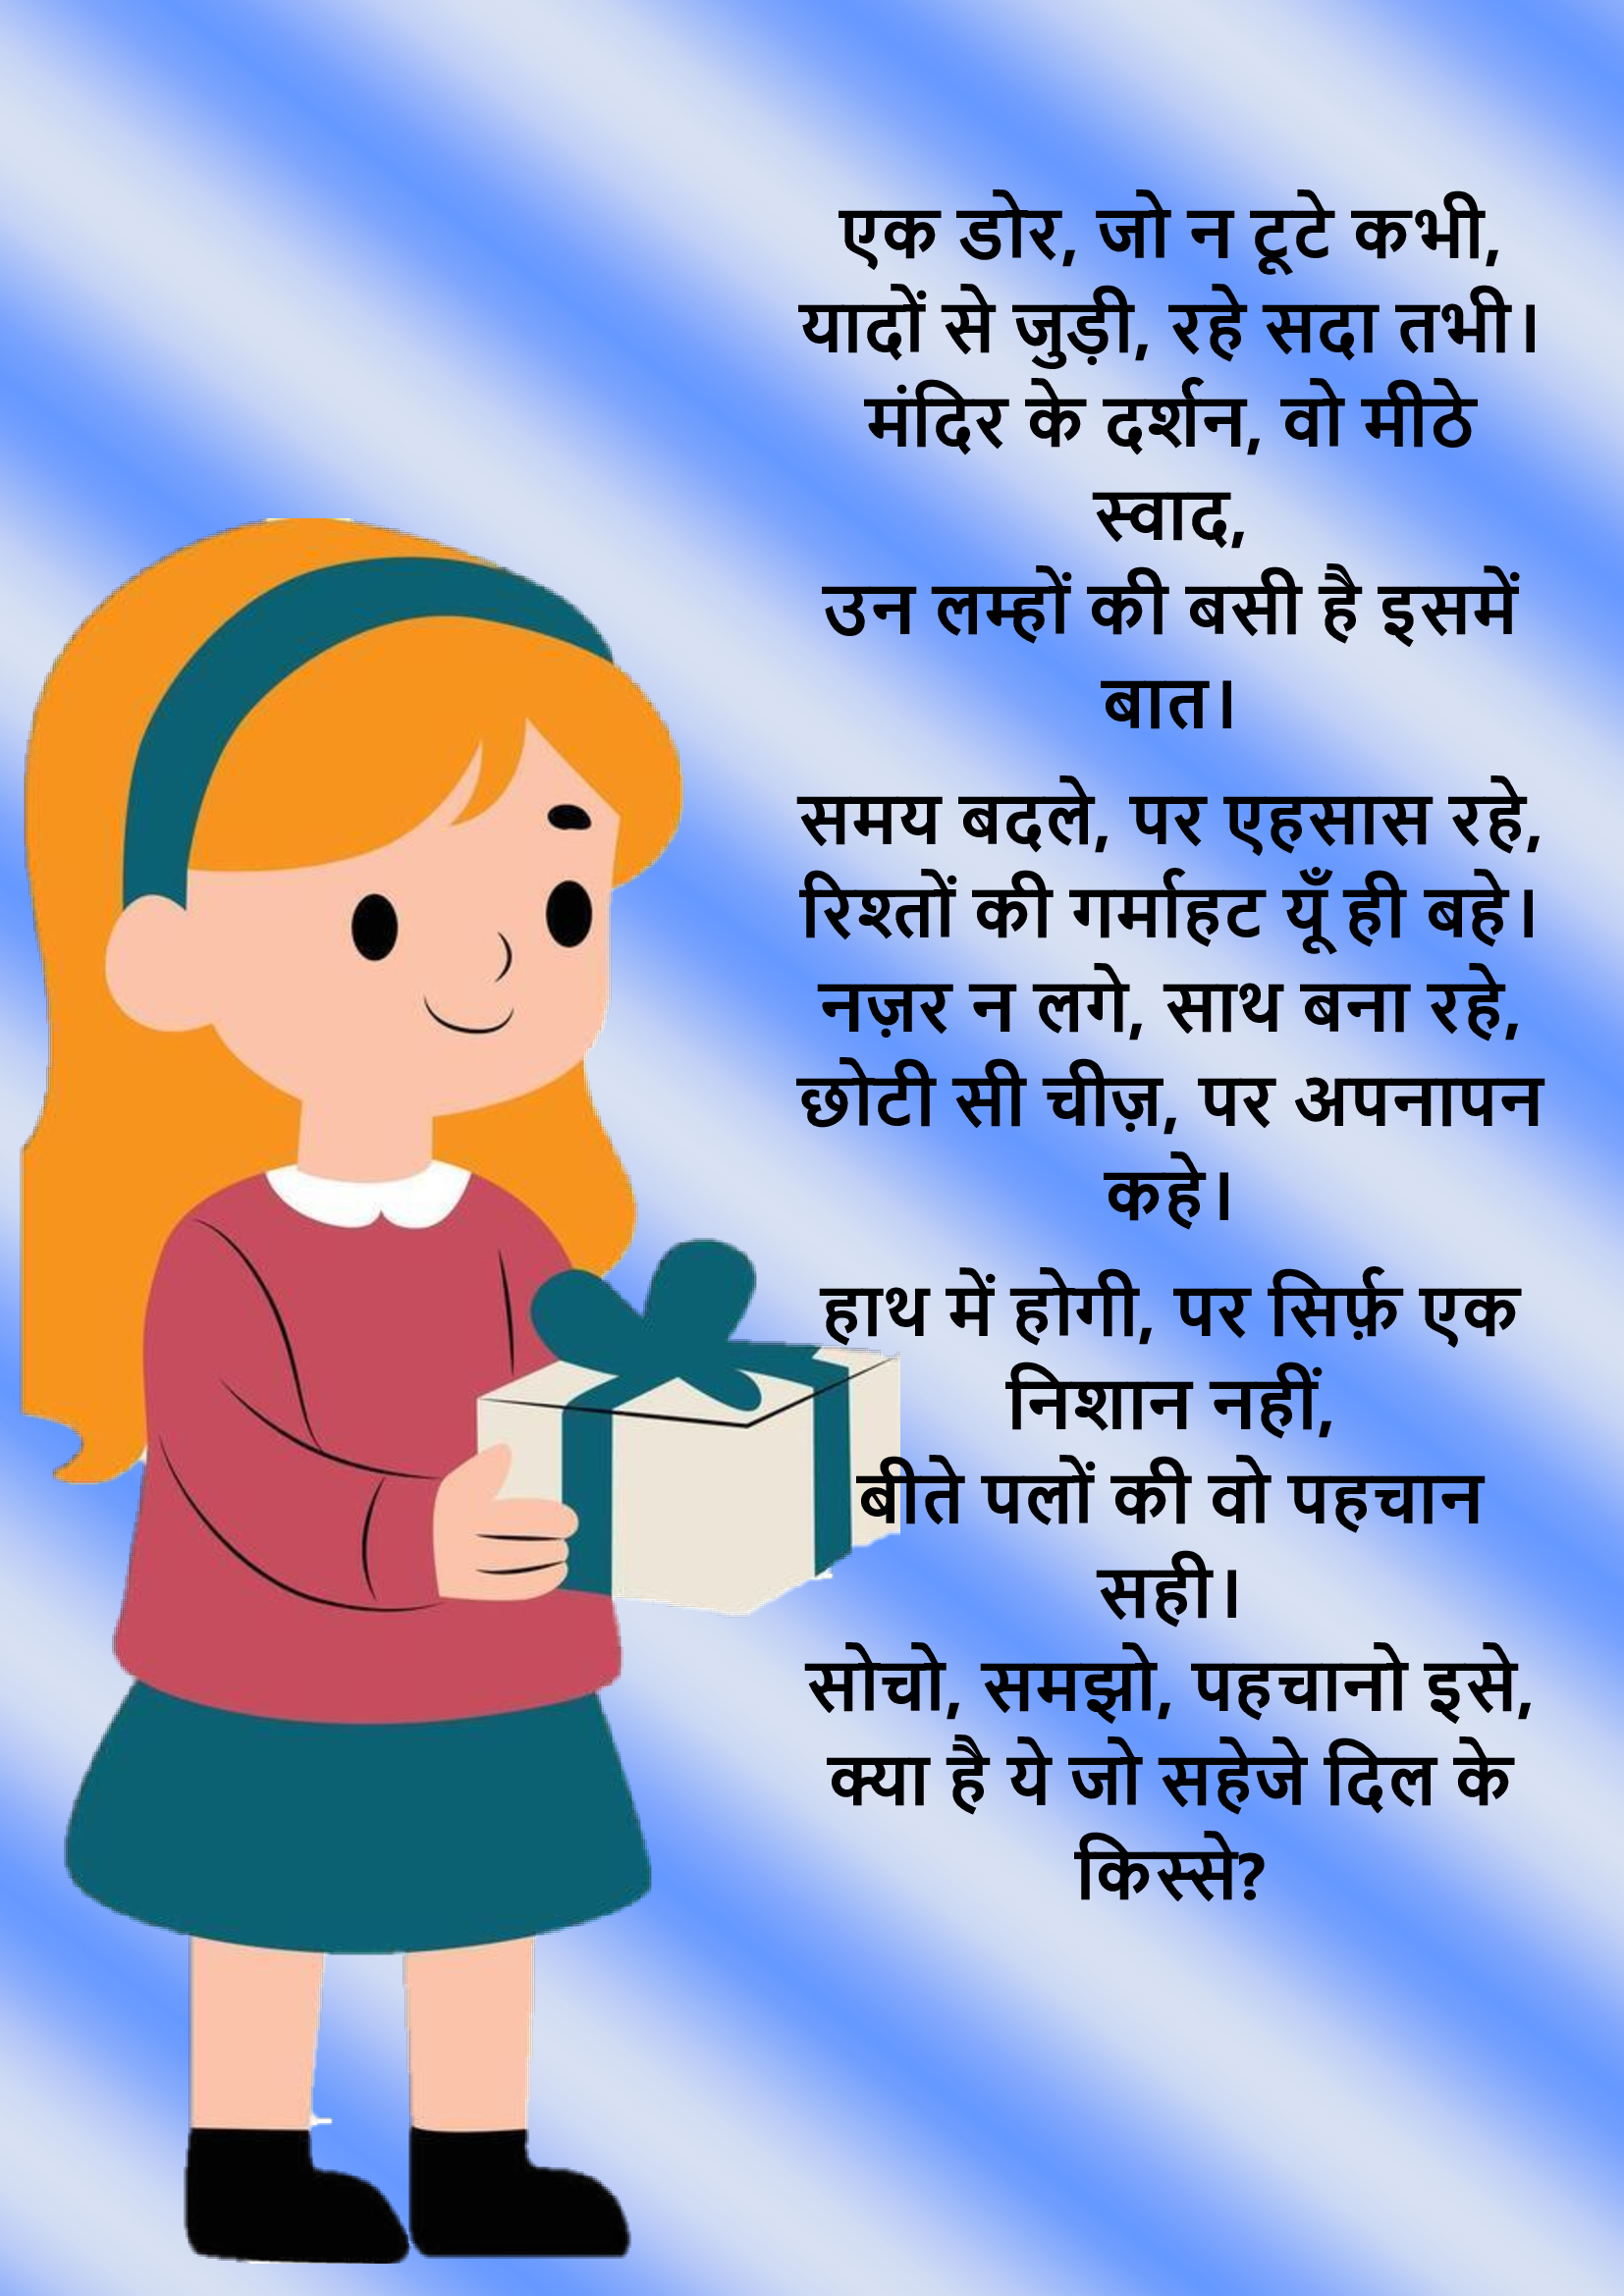 एक डोर, जो न टूटे कभी,
यादों से जुड़ी, रहे सदा तभी।
मंदिर के दर्शन, वो मीठे
स्वाद,
उन लम्हों की बसी है इसमें
बात।
समय बदले, पर एहसास रहे,
रिश्तों की गर्माहट यूँ ही बहे।
नज़र न लगे, साथ बना रहे,
छोटी सी चीज़, पर अपनापन
कहे।
हाथ में होगी, पर सिर्फ़ एक
निशान नहीं,
बीते पलों की वो पहचान
सही।
सोचो, समझो, पहचानो इसे,
क्या है ये जो सहेजे दिल के
किस्से?